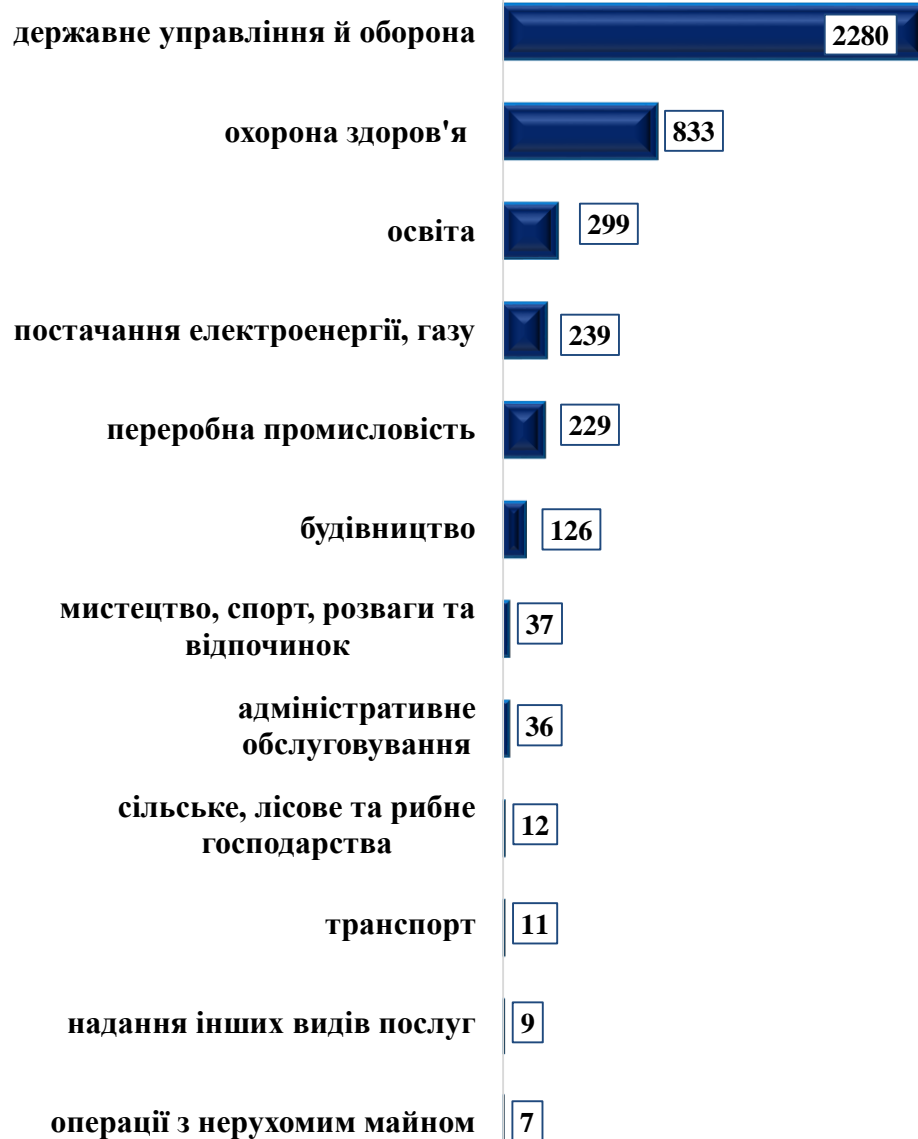 державне управління й оборона
2280
охорона здоров'я
833
освіта
299
постачання електроенергії, газу
239
переробна промисловість
229
будівництво
126
мистецтво, спорт, розваги та
відпочинок
37
адміністративне
обслуговування
36
сільське, лісове та рибне
господарства
12
транспорт
11
надання інших видів послуг
9
операції з нерухомим майном
7